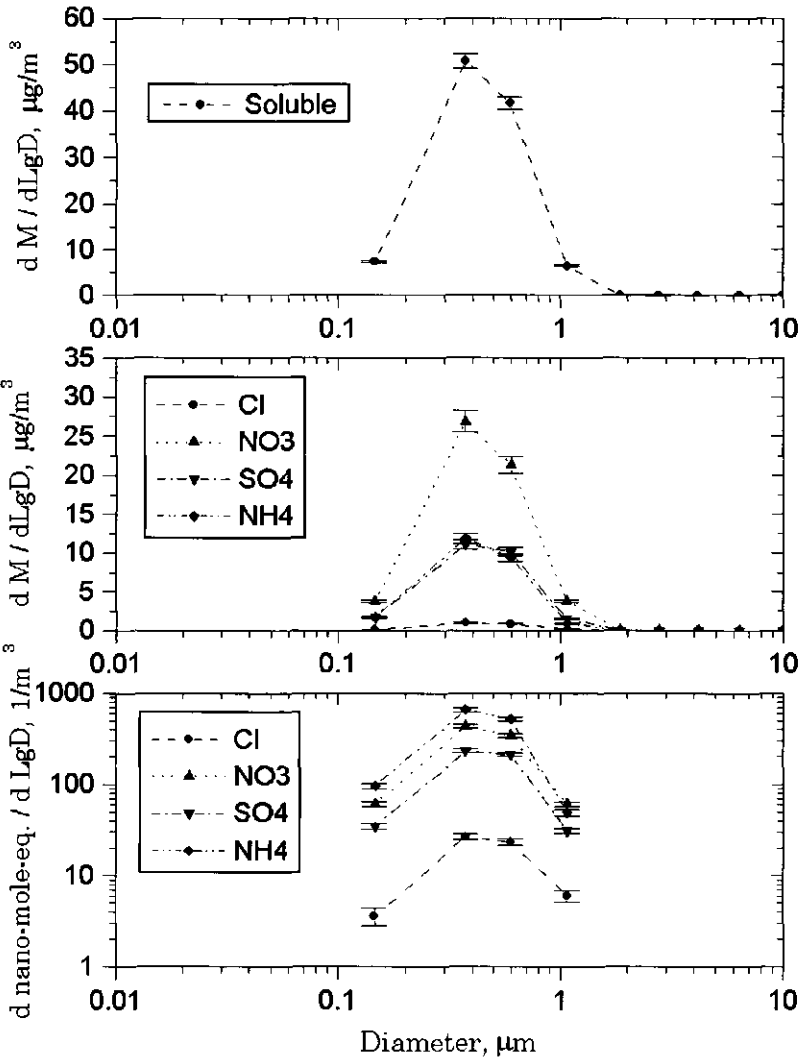 60
50
40
30
20
10
0
d M / dLgD, μg/m³
Soluble
0.01 0.1 1 10
35
30
25
20
15
10
5
0
d M / dLgD, μg/m³
Cl
NO3
SO4
NH4
0.01 0.1 1 10
1000
100
10
1
d nano-mole-eq. / d LgD, 1/m³
Cl
NO3
SO4
NH4
0.01 0.1 1 10
Diameter, μm